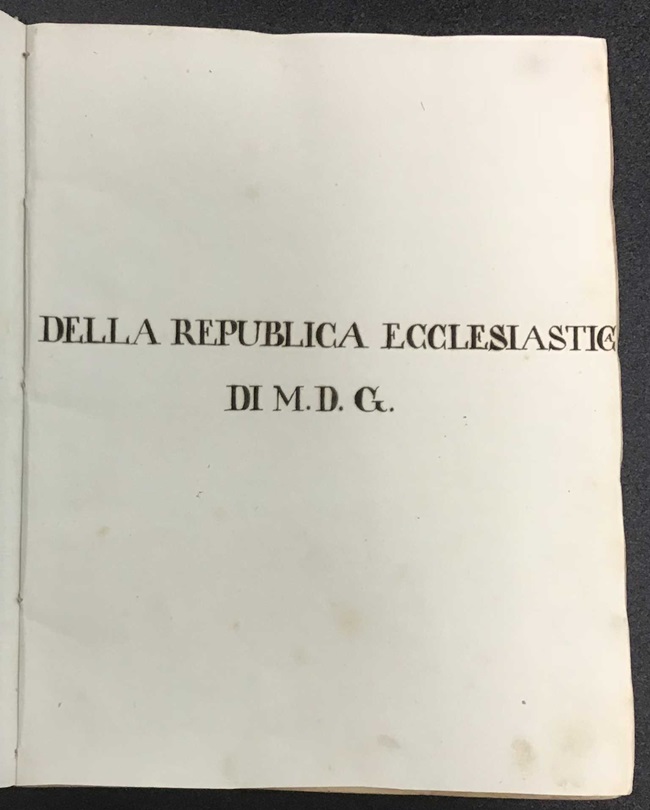 DELLA REPUBLICA ECCLESIASTICA
DI M. D. G.